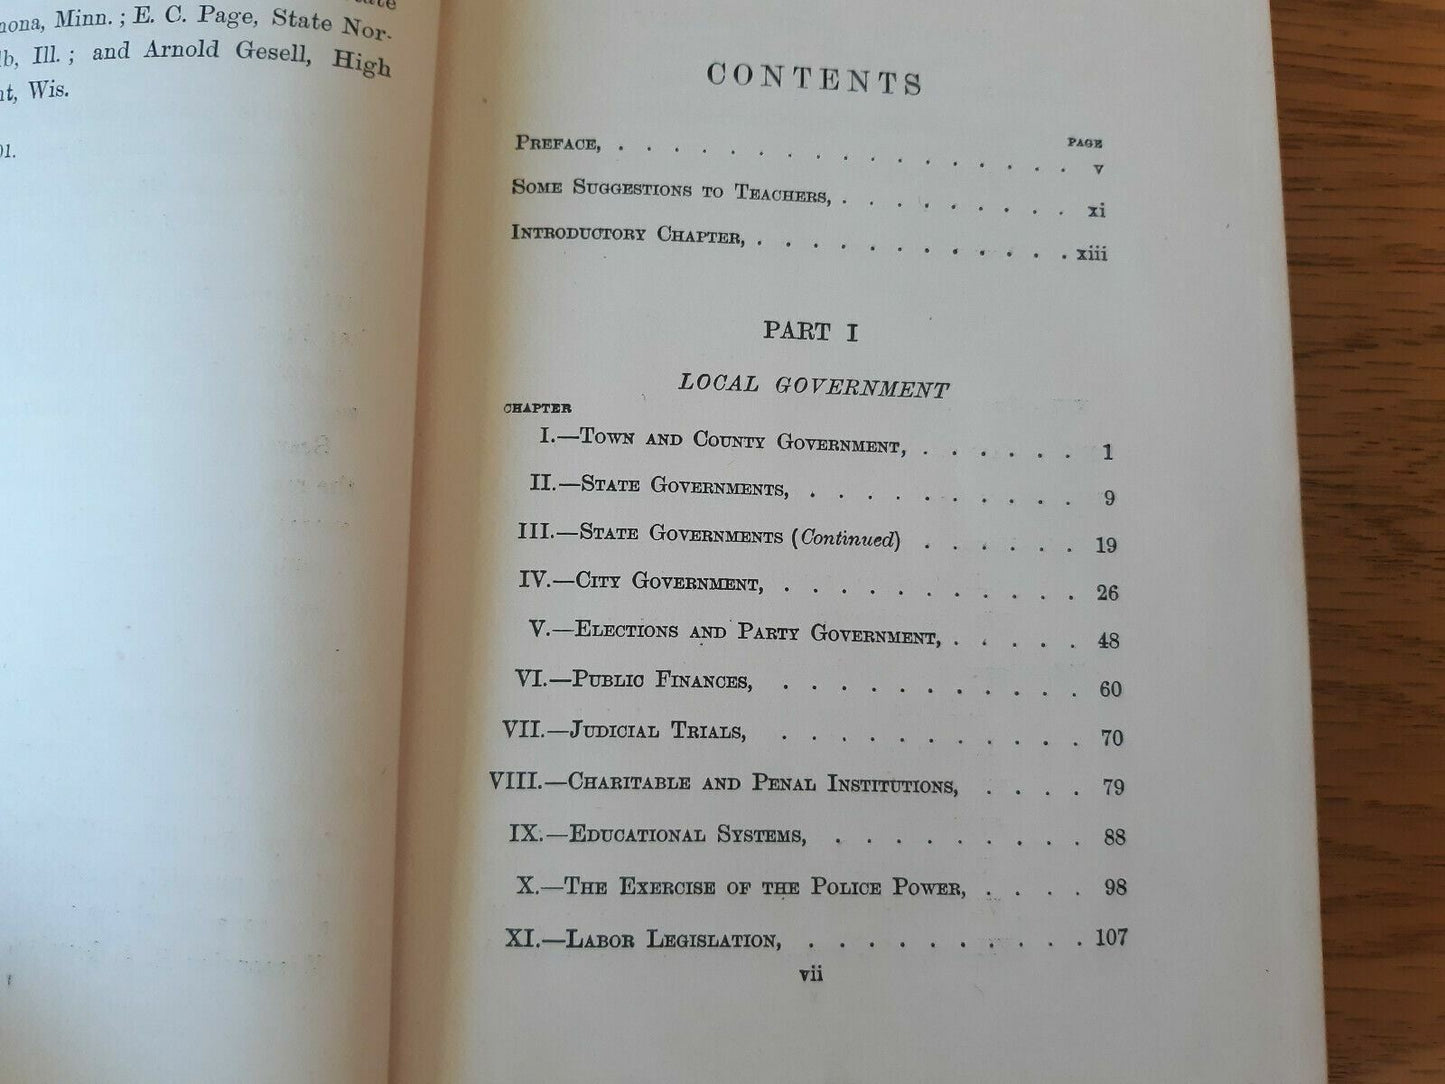 Minn. ; E. C. Page, State Nor-
Ill. ; and Arnold Gesell, High
Wis.
CONTENTS
PAGE
Preface, . . . . . . . . . . . . . . . . . v
Some Suggestions to Teachers, . . . . . . . . . xi
Introductory Chapter, . . . . . . . . . . . . xiii
PART I
LOCAL GOVERNMENT
CHAPTER
I.—Town and County Government, . . . . . . 1
II.—State Governments, . . . . . . . . . . 9
III.—State Governments (Continued) . . . . . . 19
IV.—City Government, . . . . . . . . . . . 26
V.—Elections and Party Government, . . . . . 48
VI.—Public Finances, . . . . . . . . . . . 60
VII.—Judicial Trials, . . . . . . . . . . . 70
VIII.—Charitable and Penal Institutions, . . . . 79
IX.—Educational Systems, . . . . . . . . . 88
X.—The Exercise of the Police Power, . . . . 98
XI.—Labor Legislation, . . . . . . . . . . 107
vii